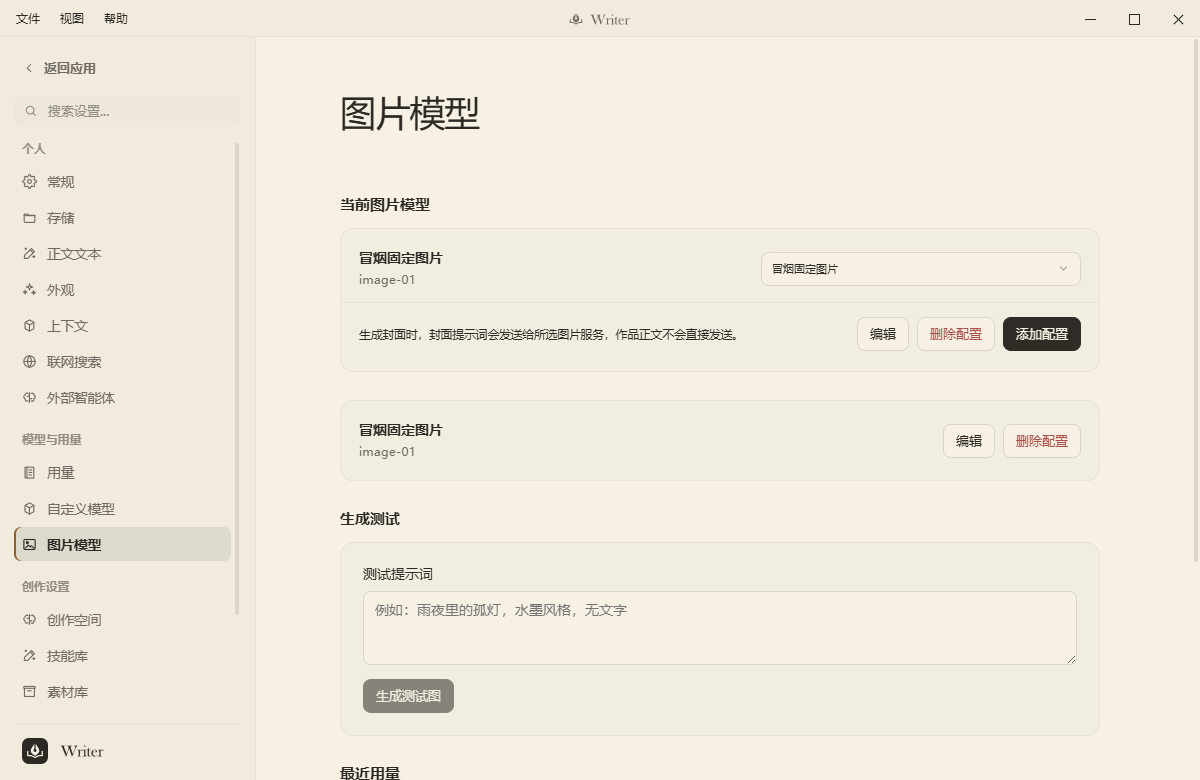 文件 视图 帮助
Writer
返回应用
搜索设置...
个人
常规
存储
正文文本
外观
上下文
联网搜索
外部智能体
模型与用量
用量
自定义模型
图片模型
创作设置
创作空间
技能库
素材库
Writer
图片模型
当前图片模型
冒烟固定图片
image-01
冒烟固定图片
生成封面时，封面提示词会发送给所选图片服务，作品正文不会直接发送。
编辑 删除配置 添加配置
冒烟固定图片
image-01
编辑 删除配置
生成测试
测试提示词
例如：雨夜里的孤灯，水墨风格，无文字
生成测试图
最近用量